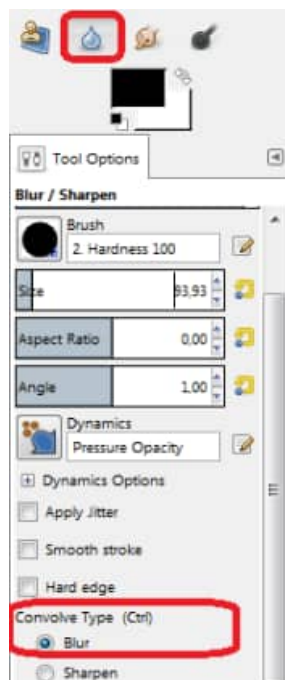 Tool Options
Blur / Sharpen
Brush
2. Hardness 100
Size 93,93
Aspect Ratio 0,00
Angle 1,00
Dynamics
Pressure Opacity
Dynamics Options
Apply Jitter
Smooth stroke
Hard edge
Convolve Type (Ctrl)
Blur
Sharpen